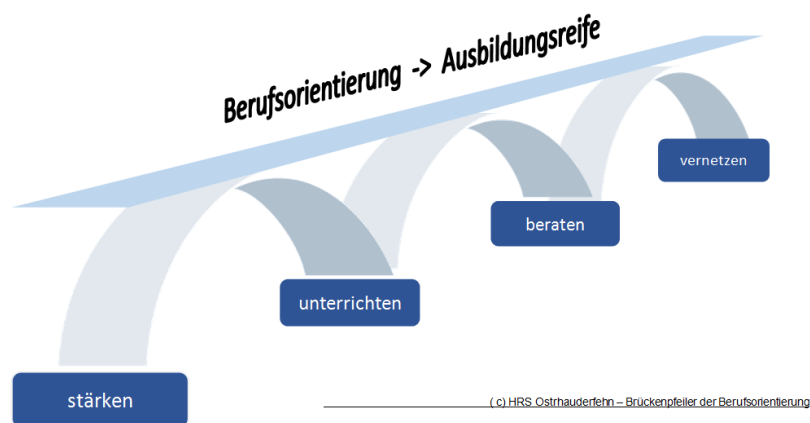 Berufsorientierung -> Ausbildungsreife
vernetzen
beraten
unterrichten
stärken
( c) HRS Ostrhauderfehn – Brückenpfeiler der Berufsorientierung